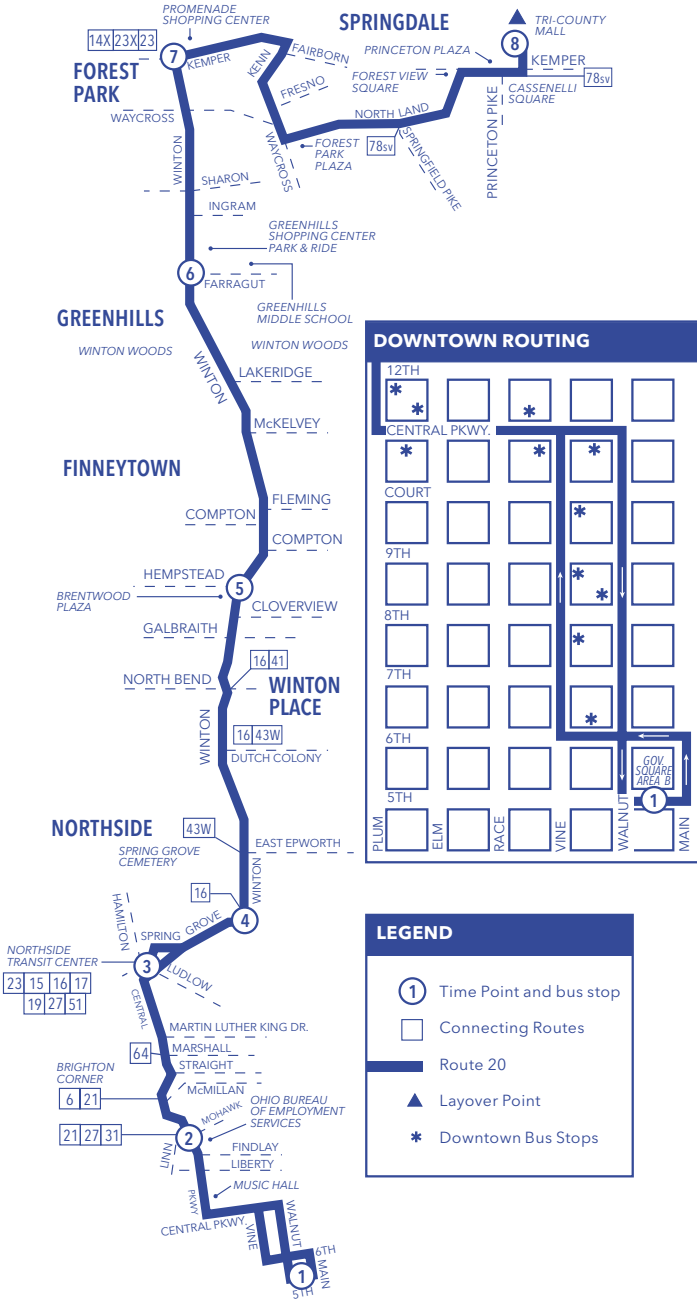 PROMENADE
SHOPPING CENTER
14X 23X 23
7
KEMPER
FOREST
PARK
KENN
FAIRBORN
FRESNO
SPRINGDALE
TRI-COUNTY
MALL
PRINCETON PLAZA
8
KEMPER
FOREST VIEW
SQUARE
CASSENELLI
SQUARE
78SV
NORTH LAND
PRINCETON PIKE
WAYCROSS
WAYCROSS
FOREST
PARK
PLAZA
78SV
SPRINGFIELD PIKE
WINTON
SHARON
INGRAM
GREENHILLS
SHOPPING CENTER
PARK & RIDE
6
FARRAGUT
GREENHILLS
MIDDLE SCHOOL
GREENHILLS
WINTON WOODS
WINTON WOODS
WINTON
LAKERIDGE
McKELVEY
FINNEYTOWN
FLEMING
COMPTON
COMPTON
HEMPSTEAD
5
BRENTWOOD
PLAZA
CLOVERVIEW
GALBRAITH
16 41
NORTH BEND
WINTON
PLACE
WINTON
16 43W
DUTCH COLONY
NORTHSIDE
43W
SPRING GROVE
CEMETERY
EAST EPWORTH
WINTON
16
4
HAMILTON
SPRING GROVE
NORTHSIDE
TRANSIT CENTER
3
LUDLOW
23 15 16 17
19 27 51
CENTRAL
MARTIN LUTHER KING DR.
64
MARSHALL
STRAIGHT
BRIGHTON
CORNER
McMILLAN
6 21
MOHAWK
OHIO BUREAU
OF EMPLOYMENT
SERVICES
21 27 31
2
LINN
FINDLAY
LIBERTY
PKWY
MUSIC HALL
CENTRAL PKWY.
VINE
WALNUT
6TH
MAIN
1
5TH
DOWNTOWN ROUTING
12TH
CENTRAL PKWY.
COURT
9TH
8TH
7TH
6TH
GOV.
SQUARE
AREA B
5TH
1
PLUM
ELM
RACE
VINE
WALNUT
MAIN
LEGEND
1 Time Point and bus stop
Connecting Routes
Route 20
Layover Point
Downtown Bus Stops